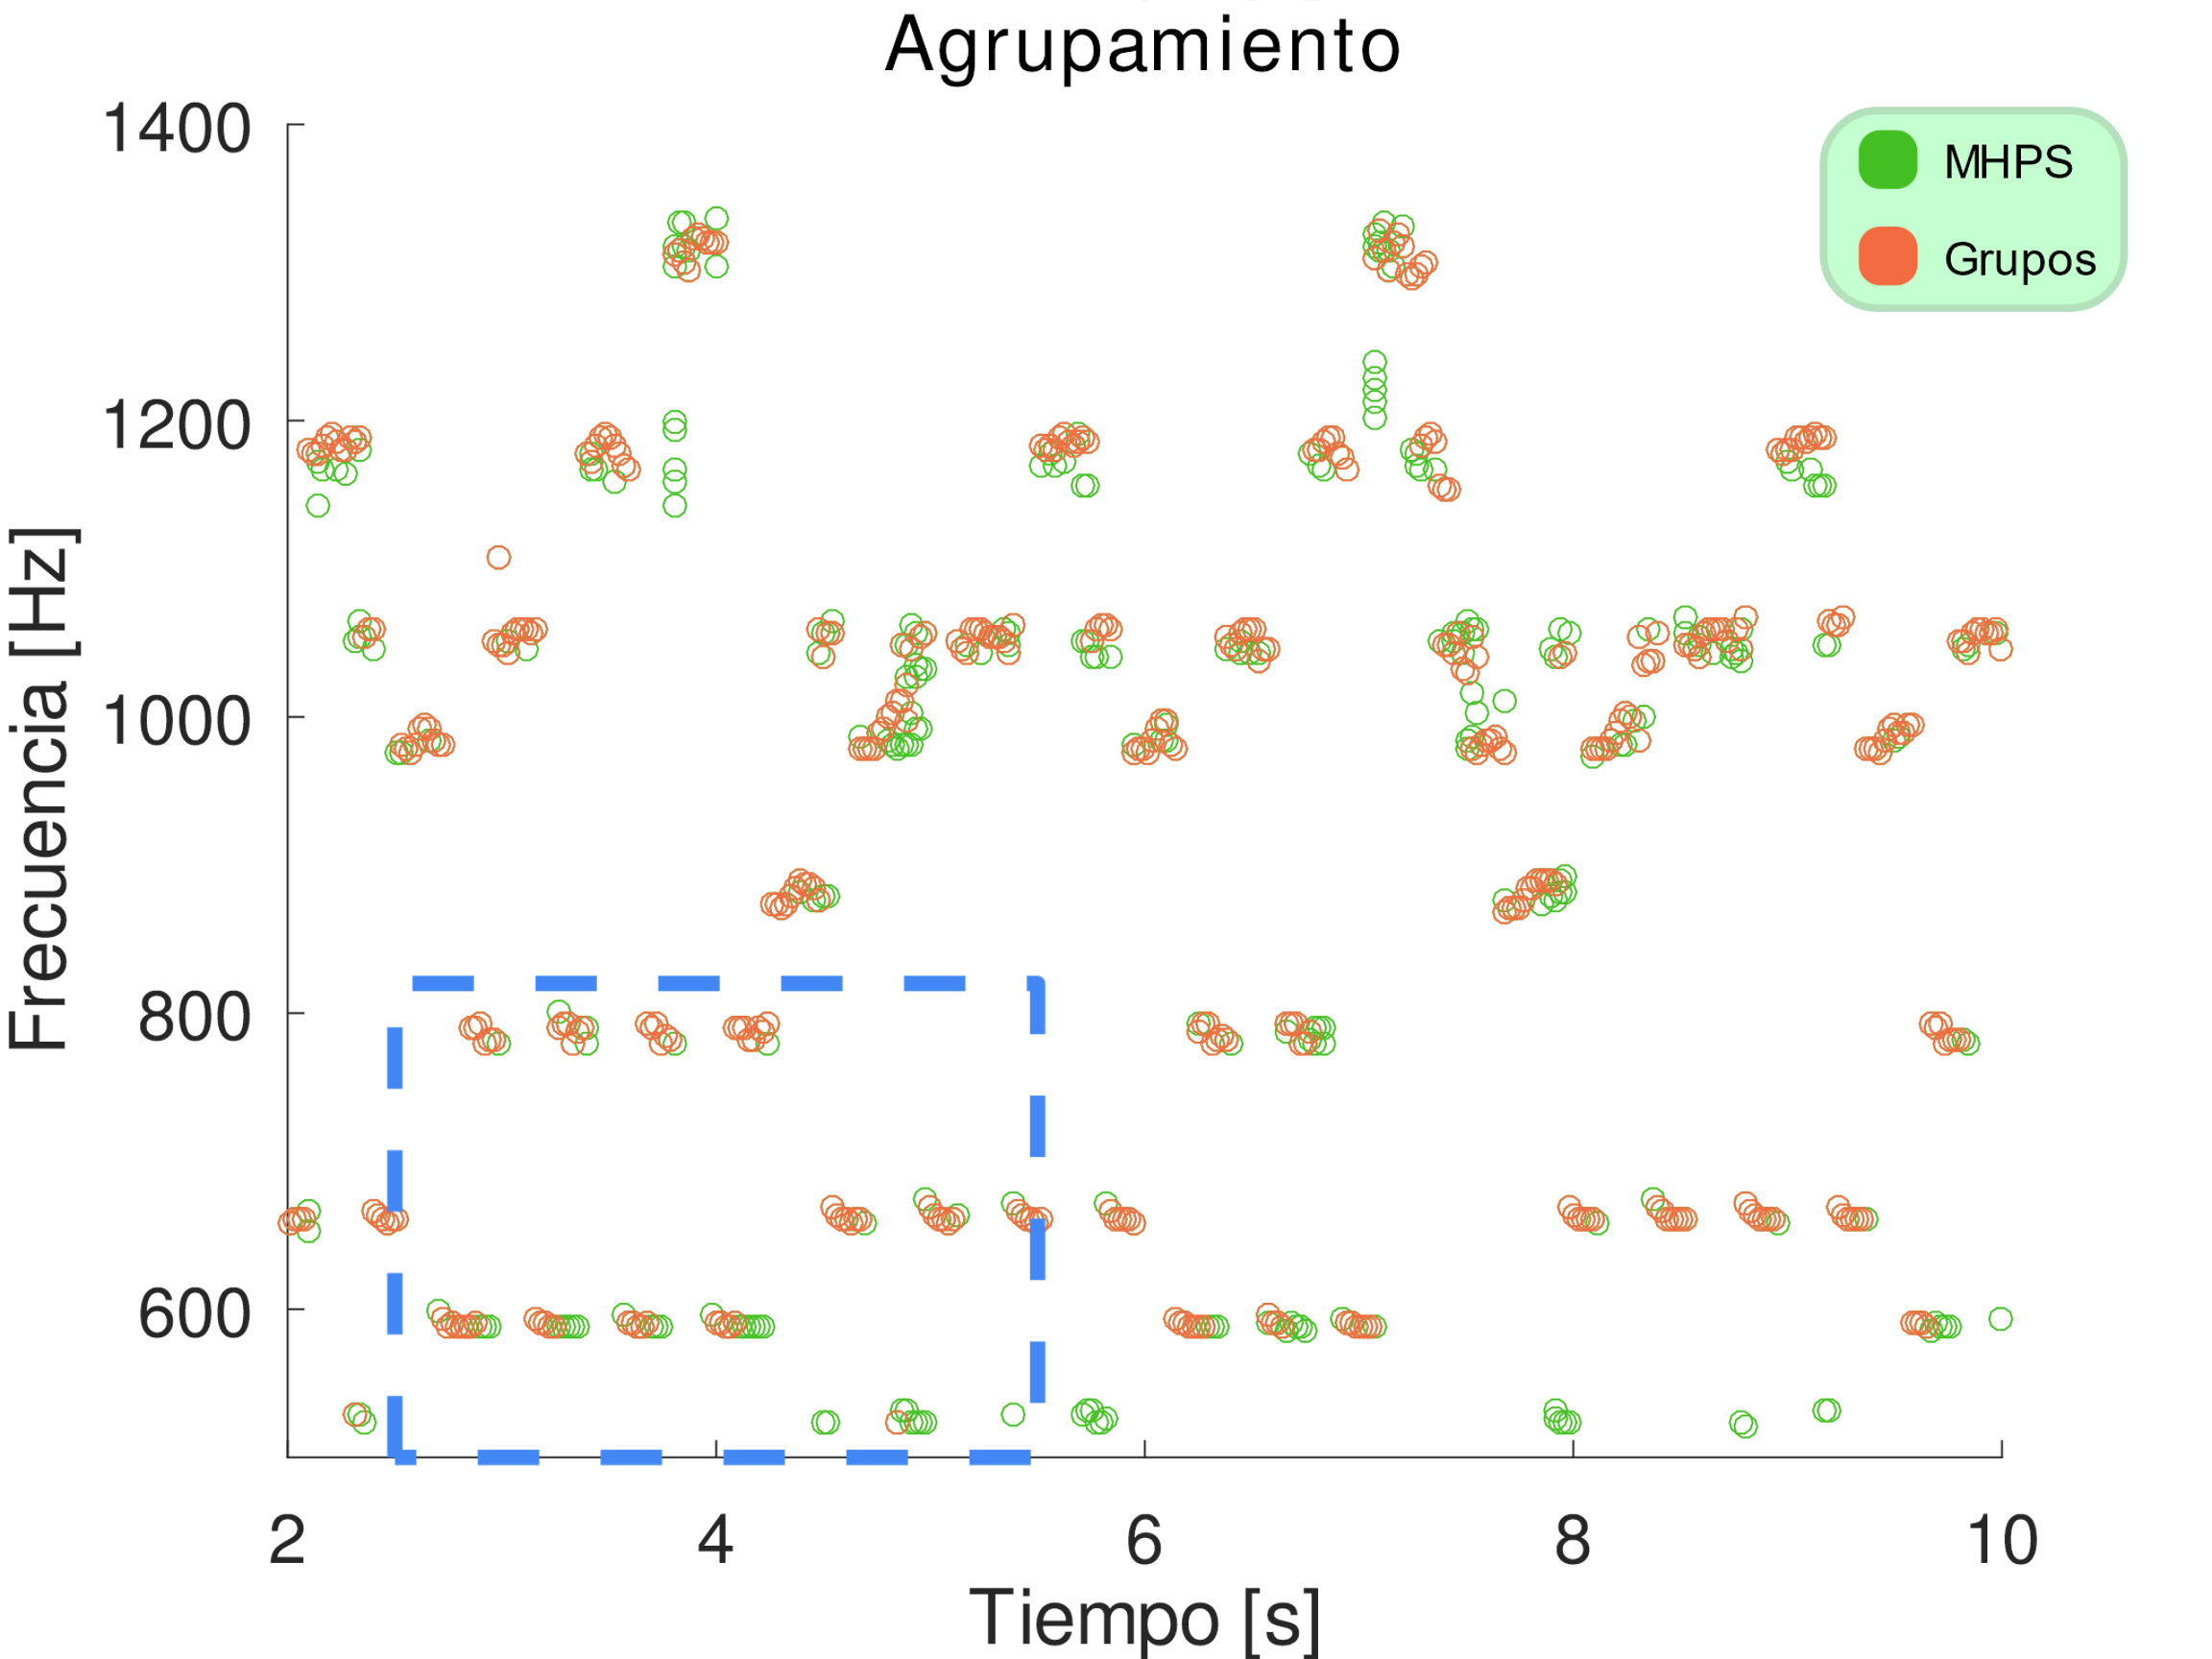 Agrupamiento
1400
1200
1000
800
600
Frecuencia [Hz]
MHPS
Grupos
2 4 6 8 10
Tiempo [s]